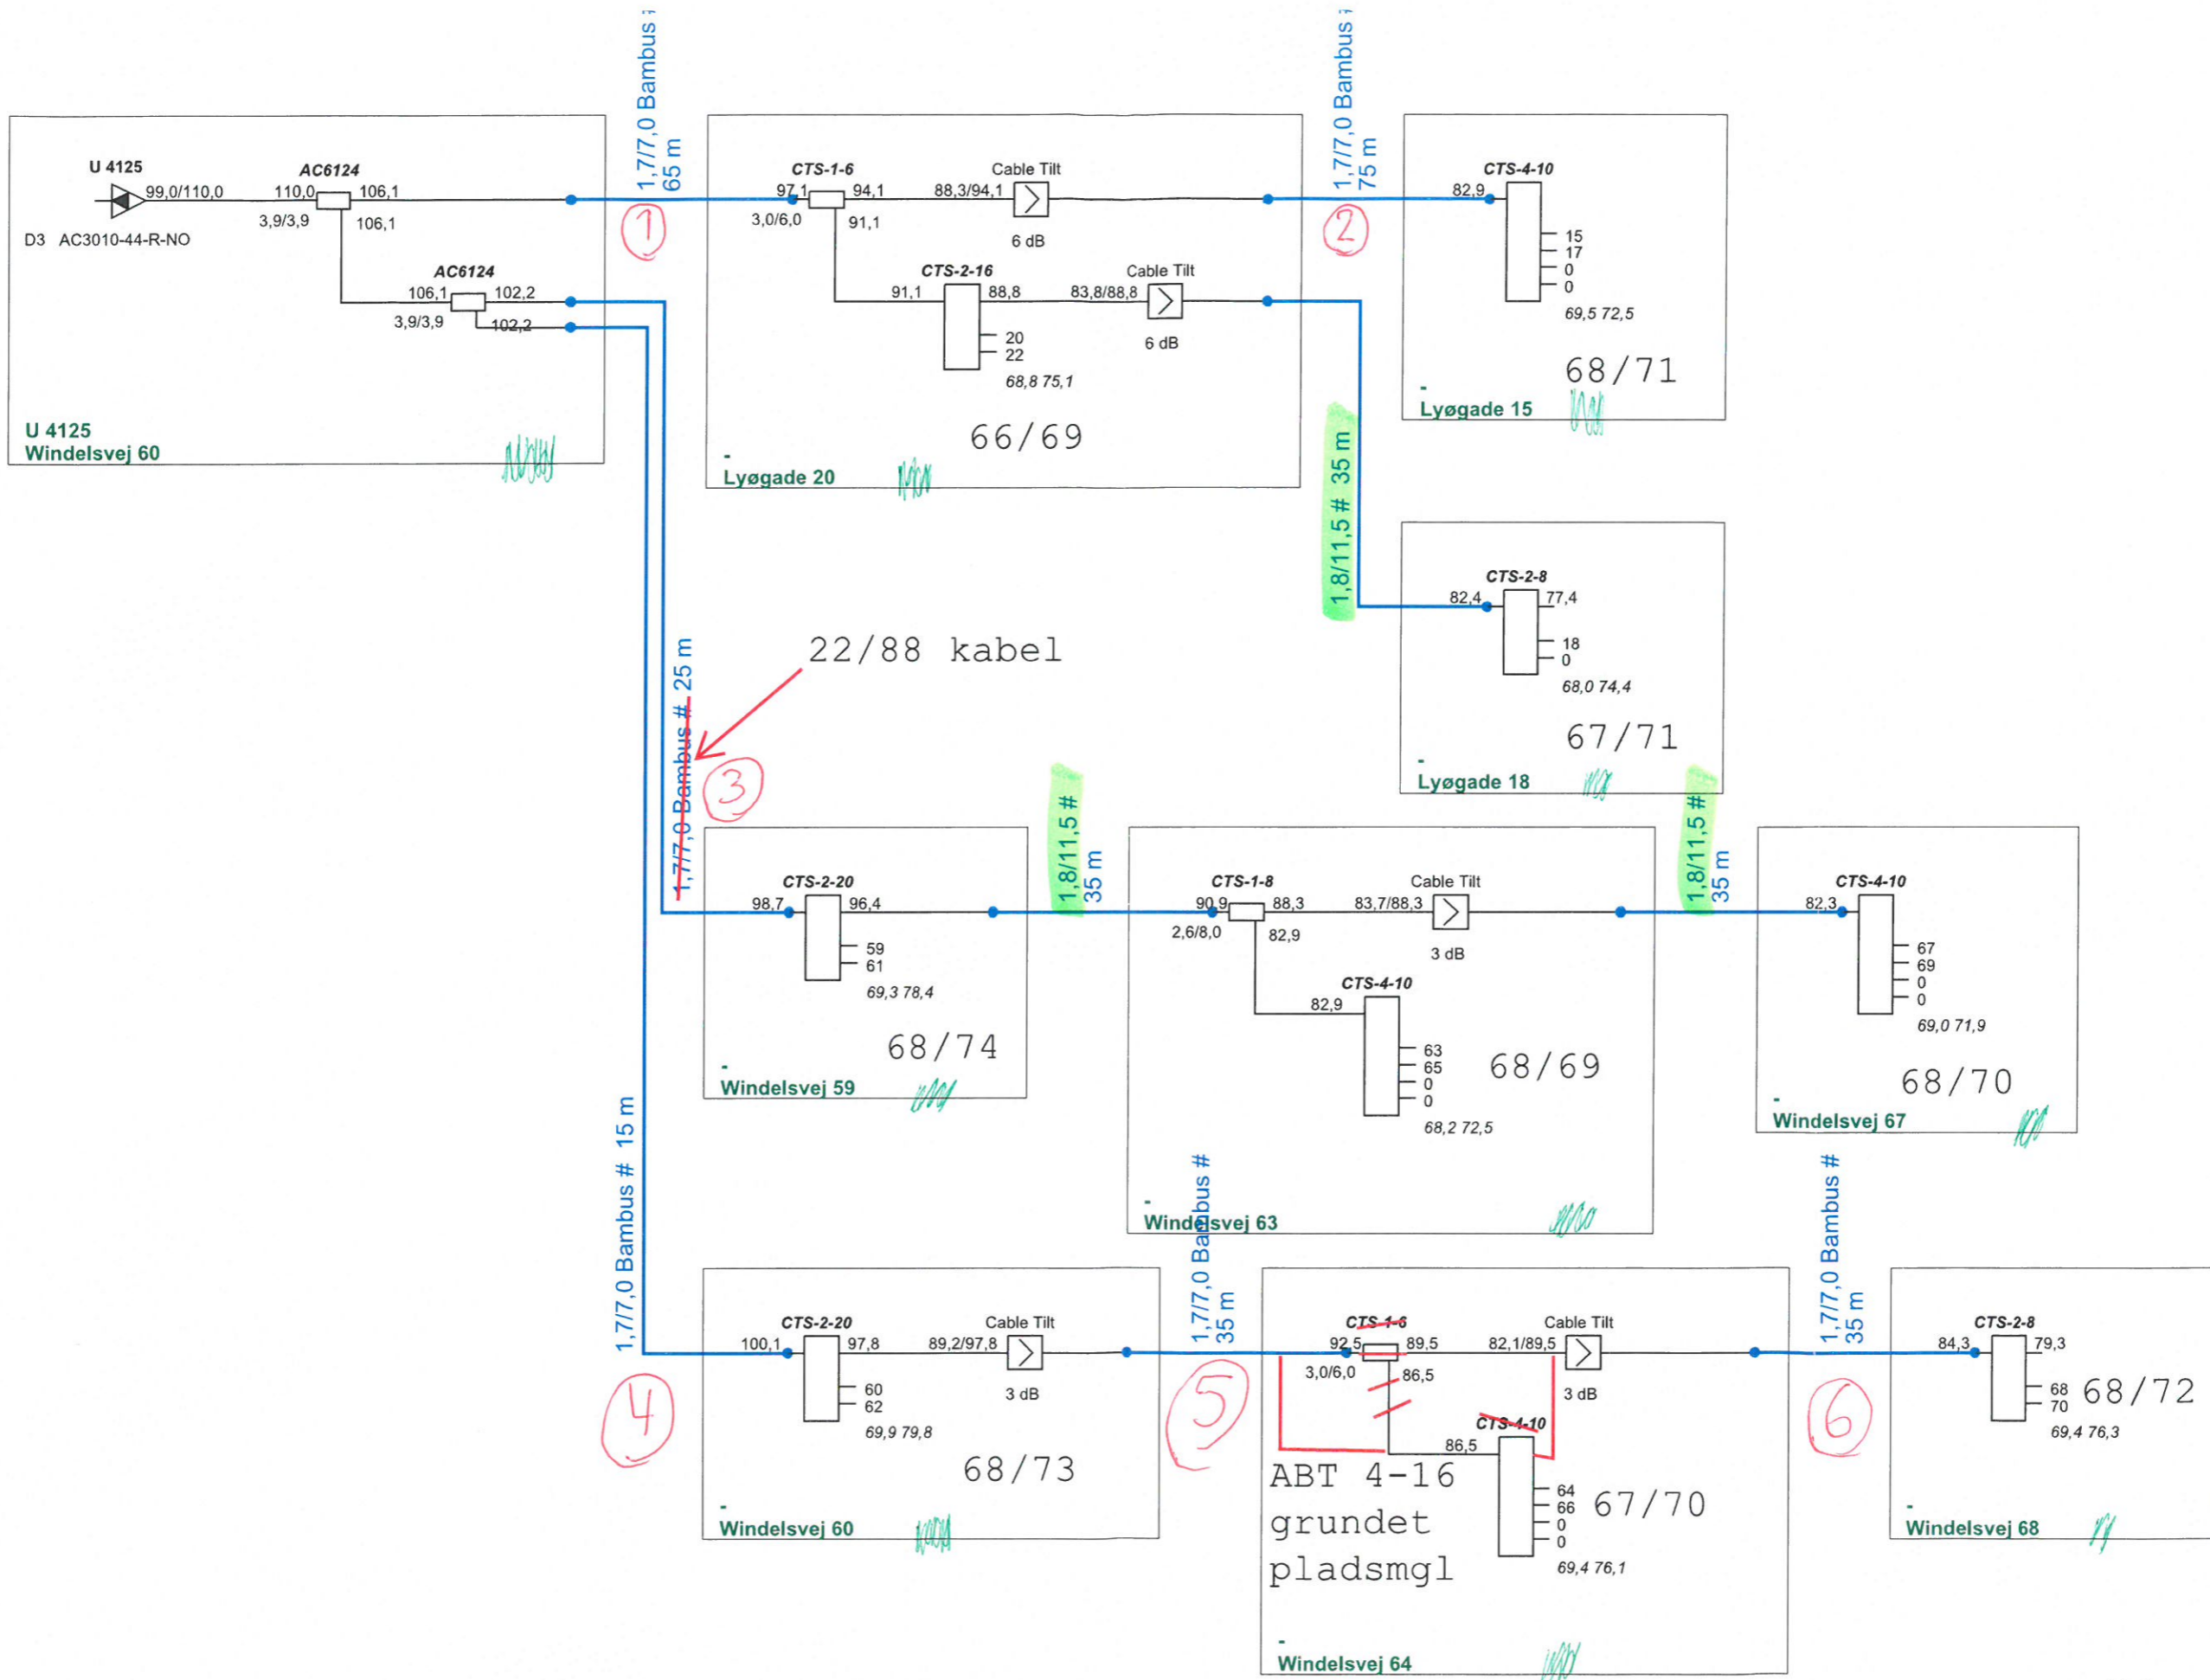 1,7/7,0 Bambus
65 m
1,7/7,0 Bambus
75 m
U 4125
99,0/110,0
D3 AC3010-44-R-NO
AC6124
110,0
106,1
3,9/3,9
106,1
AC6124
106,1
102,2
3,9/3,9
102,2
U 4125
Windelsvej 60
1
CTS-1-6
97,1
94,1
3,0/6,0
91,1
88,3/94,1
Cable Tilt
6 dB
CTS-2-16
91,1
88,8
20
22
68,8 75,1
83,8/88,8
Cable Tilt
6 dB
66/69
-
Lyøgade 20
2
CTS-4-10
82,9
15
17
0
0
69,5 72,5
68/71
-
Lyøgade 15
1,8/11,5 # 35 m
CTS-2-8
82,4
77,4
18
0
68,0 74,4
67/71
-
Lyøgade 18
22/88 kabel
1,7/7,0 Bambus # 25 m
3
CTS-2-20
98,7
96,4
59
61
69,3 78,4
68/74
-
Windelsvej 59
1,8/11,5 #
35 m
CTS-1-8
90,9
88,3
2,6/8,0
82,9
83,7/88,3
Cable Tilt
3 dB
CTS-4-10
82,9
63
65
0
0
68,2 72,5
68/69
-
Windelsvej 63
1,8/11,5 #
35 m
CTS-4-10
82,3
67
69
0
0
69,0 71,9
68/70
-
Windelsvej 67
1,7/7,0 Bambus # 15 m
4
CTS-2-20
100,1
97,8
60
62
69,9 79,8
89,2/97,8
Cable Tilt
3 dB
68/73
-
Windelsvej 60
1,7/7,0 Bambus #
35 m
5
CTS-1-6
92,5
89,5
3,0/6,0
86,5
82,1/89,5
Cable Tilt
3 dB
CTS-4-10
86,5
64
66
0
0
69,4 76,1
67/70
ABT 4-16
grundet
pladsmgl
-
Windelsvej 64
1,7/7,0 Bambus #
35 m
6
CTS-2-8
84,3
79,3
68
70
69,4 76,3
68/72
-
Windelsvej 68